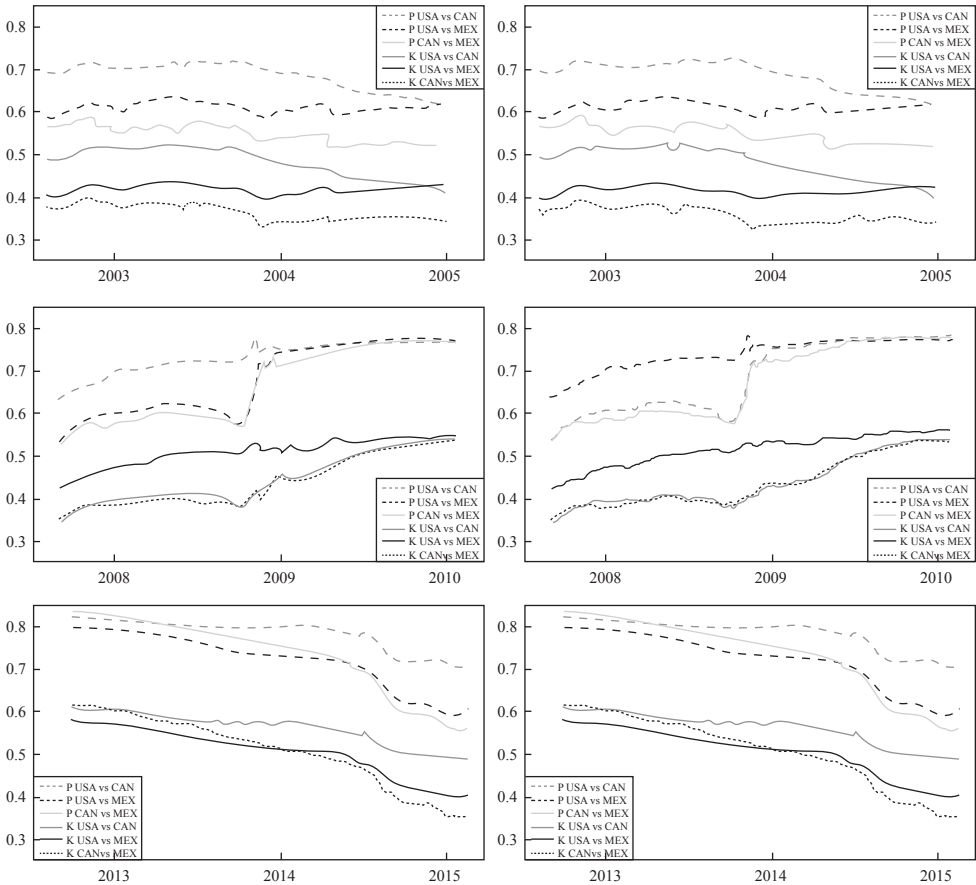 0.8
0.7
0.6
0.5
0.4
0.3
2003
2004
2005
P USA vs CAN
P USA vs MEX
P CAN vs MEX
K USA vs CAN
K USA vs MEX
K CANvs MEX
0.8
0.7
0.6
0.5
0.4
0.3
2003
2004
2005
P USA vs CAN
P USA vs MEX
P CAN vs MEX
K USA vs CAN
K USA vs MEX
K CANvs MEX
0.8
0.7
0.6
0.5
0.4
0.3
2008
2009
2010
P USA vs CAN
P USA vs MEX
P CAN vs MEX
K USA vs CAN
K USA vs MEX
K CAN vs MEX
0.8
0.7
0.6
0.5
0.4
0.3
2008
2009
2010
P USA vs CAN
P USA vs MEX
P CAN vs MEX
K USA vs CAN
K USA vs MEX
K CAN vs MEX
0.8
0.7
0.6
0.5
0.4
0.3
2013
2014
2015
P USA vs CAN
P USA vs MEX
P CAN vs MEX
K USA vs CAN
K USA vs MEX
K CANvs MEX
0.8
0.7
0.6
0.5
0.4
0.3
2013
2014
2015
P USA vs CAN
P USA vs MEX
P CAN vs MEX
K USA vs CAN
K USA vs MEX
K CANvs MEX